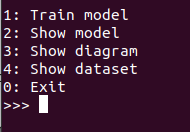 1: Train model
2: Show model
3: Show diagram
4: Show dataset
0: Exit
>>>